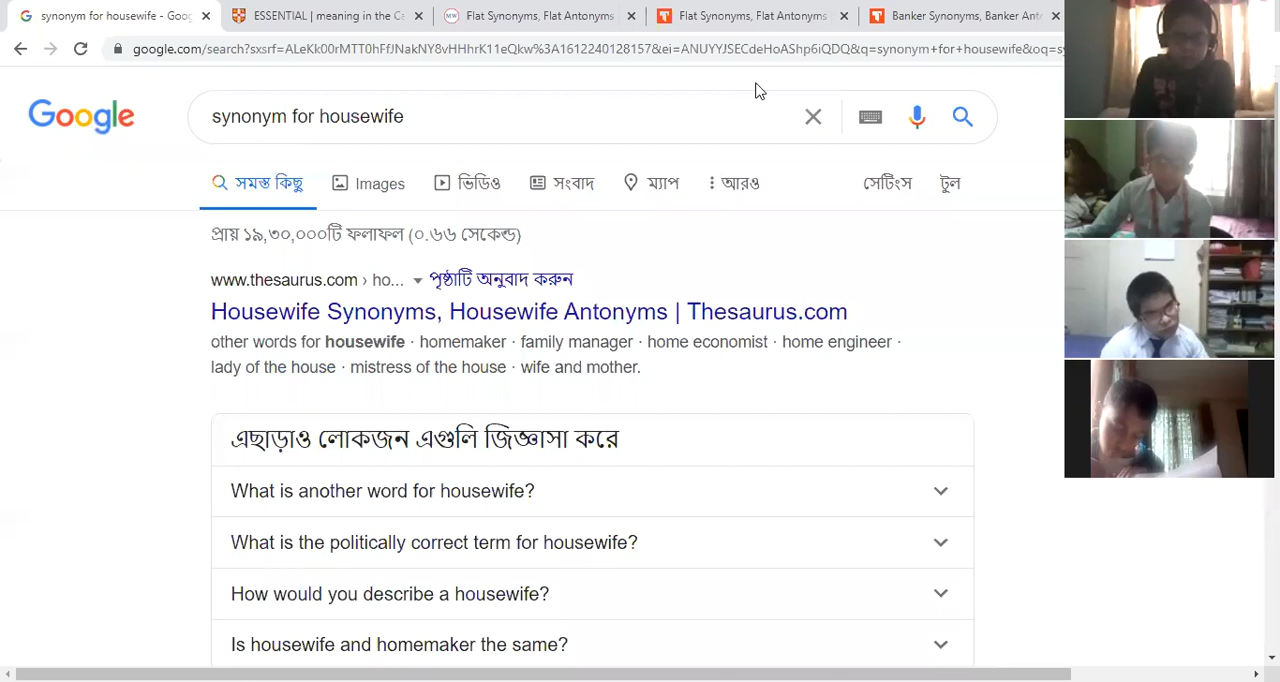 synonym for housewife - Goog
ESSENTIAL | meaning in the Ca
Flat Synonyms, Flat Antonyms
Flat Synonyms, Flat Antonyms
Banker Synonyms, Banker Ant
google.com/search?sxsrf=ALeKk00rMTT0hFfJNakNY8vHHhrK11eQkw%3A1612240128157&ei=ANUYYJSECdeHoAShp6iQDQ&q=synonym+for+housewife&oq=sy
Google
synonym for housewife
সমস্ত কিছু Images ভিডিও সংবাদ ম্যাপ আরও সেটিংস টুল
প্রায় ১৯,৩০,০০০টি ফলাফল (০.৬৬ সেকেন্ড)
www.thesaurus.com › ho... পৃষ্ঠাটি অনুবাদ করুন
Housewife Synonyms, Housewife Antonyms | Thesaurus.com
other words for housewife · homemaker · family manager · home economist · home engineer ·
lady of the house · mistress of the house · wife and mother.
এছাড়াও লোকজন এগুলি জিজ্ঞাসা করে
What is another word for housewife?
What is the politically correct term for housewife?
How would you describe a housewife?
Is housewife and homemaker the same?